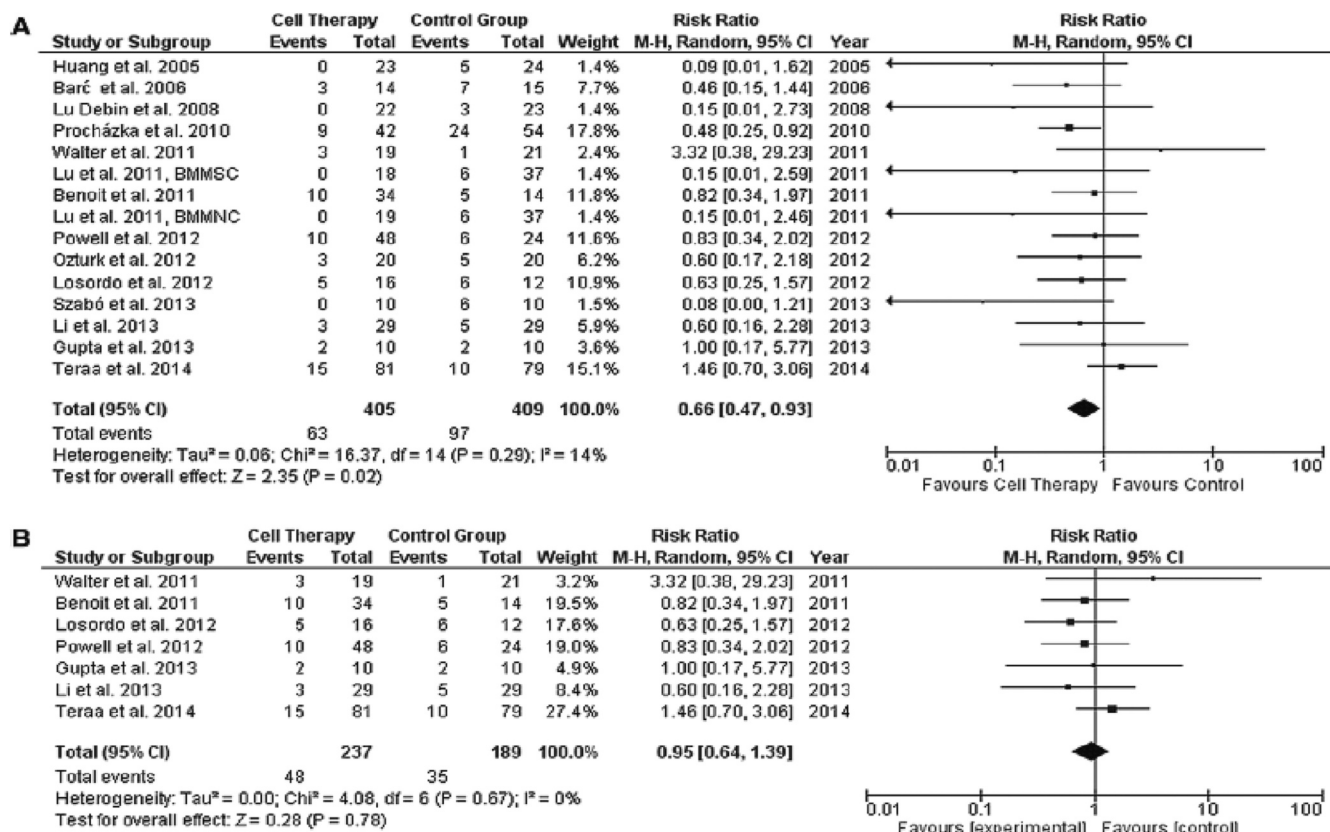 A
Cell Therapy Control Group Risk Ratio Risk Ratio
Study or Subgroup Events Total Events Total Weight M-H, Random, 95% CI Year M-H, Random, 95% CI
Huang et al. 2005 0 23 5 24 1.4% 0.09 [0.01, 1.62] 2005
Barć et al. 2006 3 14 7 15 7.7% 0.46 [0.15, 1.44] 2006
Lu Debin et al. 2008 0 22 3 23 1.4% 0.15 [0.01, 2.73] 2008
Procházka et al. 2010 9 42 24 54 17.8% 0.48 [0.25, 0.92] 2010
Walter et al. 2011 3 19 1 21 2.4% 3.32 [0.38, 29.23] 2011
Lu et al. 2011, BMMSC 0 18 6 37 1.4% 0.15 [0.01, 2.59] 2011
Benoit et al. 2011 10 34 5 14 11.8% 0.82 [0.34, 1.97] 2011
Lu et al. 2011, BMMNC 0 19 6 37 1.4% 0.15 [0.01, 2.46] 2011
Powell et al. 2012 10 48 6 24 11.6% 0.83 [0.34, 2.02] 2012
Ozturk et al. 2012 3 20 5 20 6.2% 0.60 [0.17, 2.18] 2012
Losordo et al. 2012 5 16 6 12 10.9% 0.63 [0.25, 1.57] 2012
Szabó et al. 2013 0 10 6 10 1.5% 0.08 [0.00, 1.21] 2013
Li et al. 2013 3 29 5 29 5.9% 0.60 [0.16, 2.28] 2013
Gupta et al. 2013 2 10 2 10 3.6% 1.00 [0.17, 5.77] 2013
Teraa et al. 2014 15 81 10 79 15.1% 1.46 [0.70, 3.06] 2014
Total (95% CI) 405 409 100.0% 0.66 [0.47, 0.93]
Total events 63 97
Heterogeneity: Tau² = 0.06; Chi² = 16.37, df = 14 (P = 0.29); I² = 14%
Test for overall effect: Z = 2.35 (P = 0.02)
0.01 0.1 1 10 100
Favours Cell Therapy Favours Control
B
Cell Therapy Control Group Risk Ratio Risk Ratio
Study or Subgroup Events Total Events Total Weight M-H, Random, 95% CI Year M-H, Random, 95% CI
Walter et al. 2011 3 19 1 21 3.2% 3.32 [0.38, 29.23] 2011
Benoit et al. 2011 10 34 5 14 19.5% 0.82 [0.34, 1.97] 2011
Losordo et al. 2012 5 16 6 12 17.6% 0.63 [0.25, 1.57] 2012
Powell et al. 2012 10 48 6 24 19.0% 0.83 [0.34, 2.02] 2012
Gupta et al. 2013 2 10 2 10 4.9% 1.00 [0.17, 5.77] 2013
Li et al. 2013 3 29 5 29 8.4% 0.60 [0.16, 2.28] 2013
Teraa et al. 2014 15 81 10 79 27.4% 1.46 [0.70, 3.06] 2014
Total (95% CI) 237 189 100.0% 0.95 [0.64, 1.39]
Total events 48 35
Heterogeneity: Tau² = 0.00; Chi² = 4.08, df = 6 (P = 0.67); I² = 0%
Test for overall effect: Z = 0.28 (P = 0.78)
0.01 0.1 1 10 100
Favours [experimental] Favours [control]